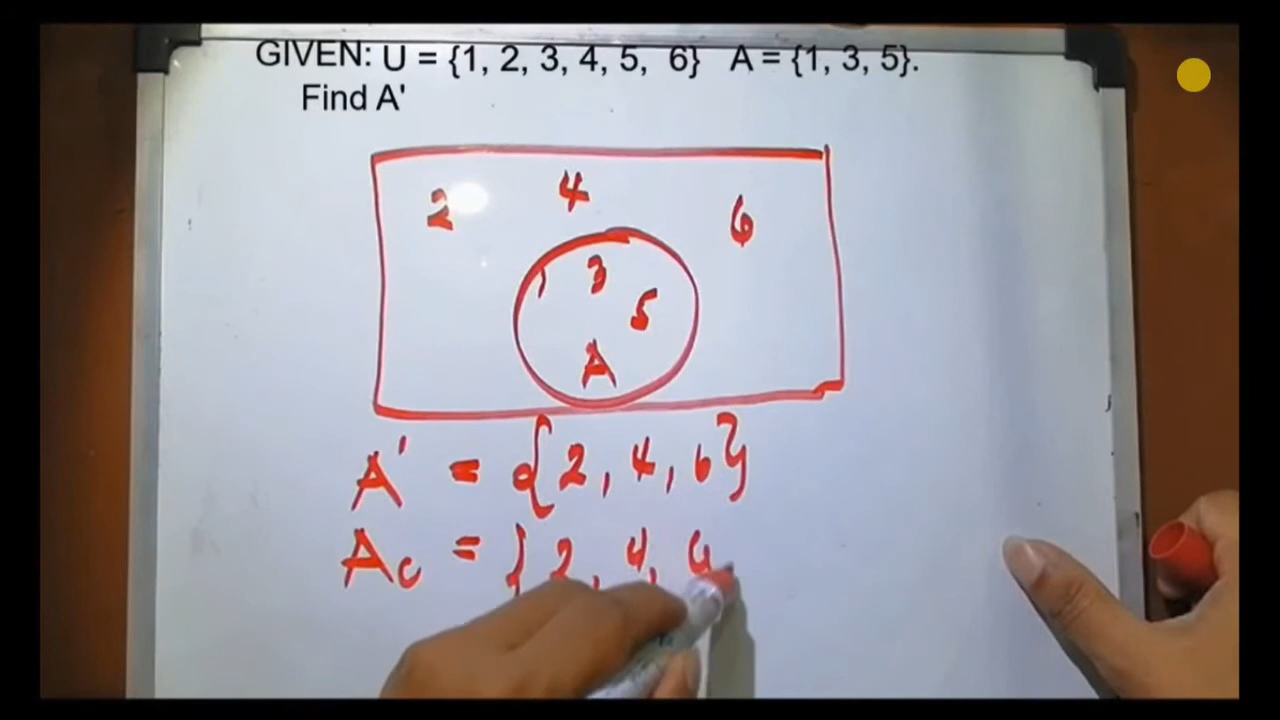 GIVEN: U = {1, 2, 3, 4, 5, 6} A = {1, 3, 5}.
Find A'
2 4 6
1 3 5
A
A' = {2, 4, 6}
Ac = {2, 4, 6